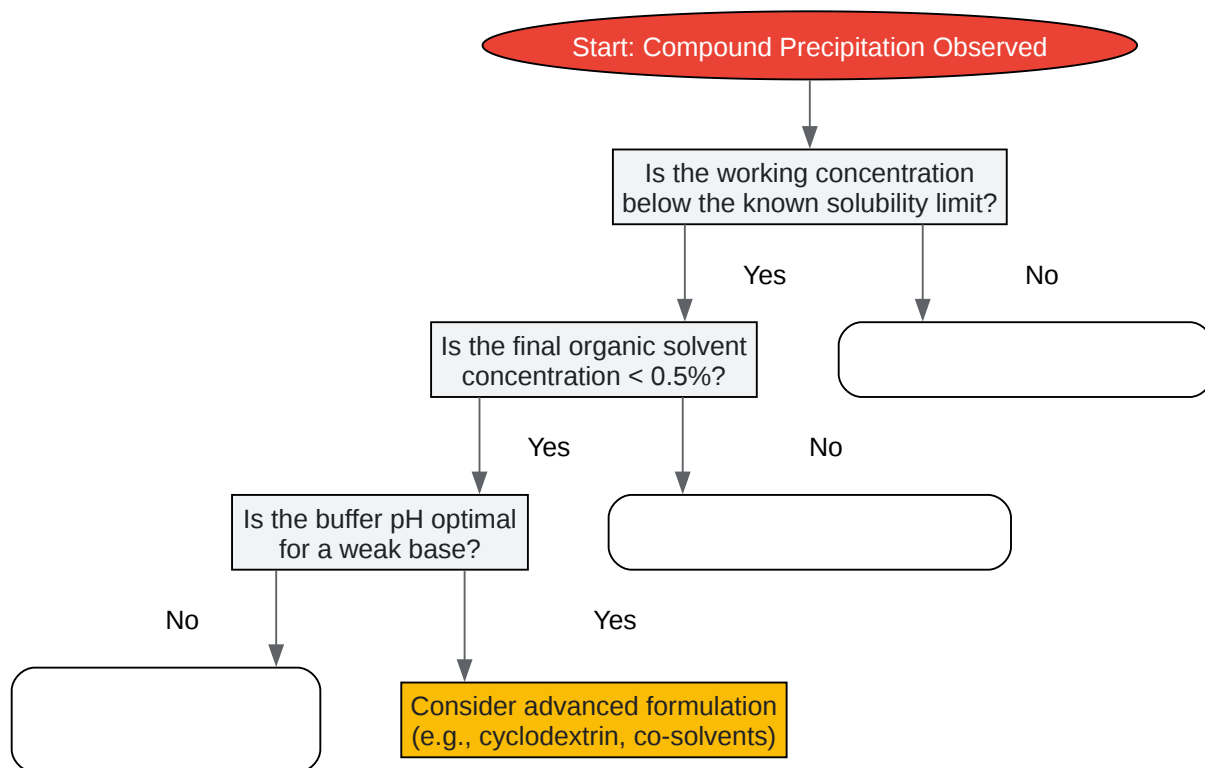 Start: Compound Precipitation Observed
Is the working concentration
below the known solubility limit?
Yes
No
Is the final organic solvent
concentration < 0.5%?
Yes
No
Is the buffer pH optimal
for a weak base?
No
Yes
Consider advanced formulation
(e.g., cyclodextrin, co-solvents)